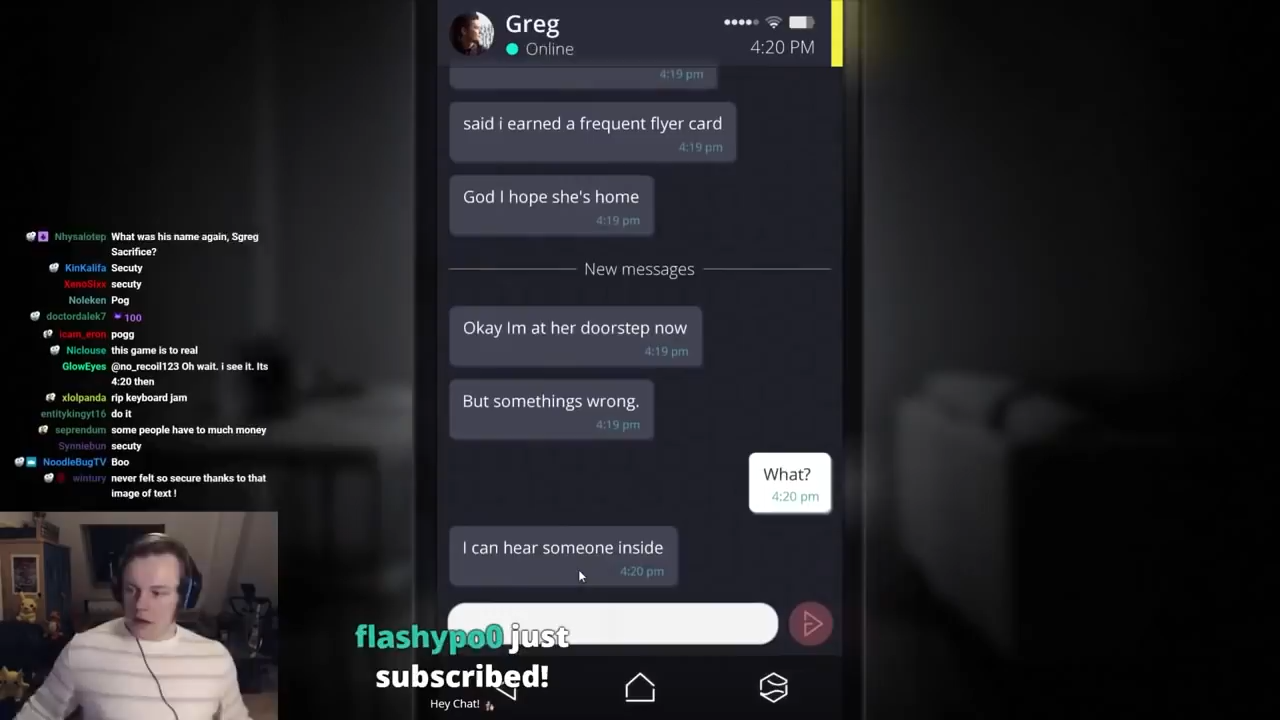 Greg
Online
4:20 PM
4:19 pm
said i earned a frequent flyer card
4:19 pm
God I hope she's home
4:19 pm
New messages
Okay Im at her doorstep now
4:19 pm
But somethings wrong.
4:19 pm
What?
4:20 pm
I can hear someone inside
4:20 pm
Nhysalotep What was his name again, Sgreg
Sacrifice?
KinKalifa Secuty
XenoSixx secuty
Noleken Pog
doctordalek7 100
icam_eron pogg
Niclouse this game is to real
GlowEyes @no_recoil123 Oh wait. i see it. Its
4:20 then
xlolpanda rip keyboard jam
entitykingyt16 do it
seprendum some people have to much money
Synniebun secuty
NoodleBugTV Boo
wintury never felt so secure thanks to that
image of text !
flashypo0 just
subscribed!
Hey Chat!